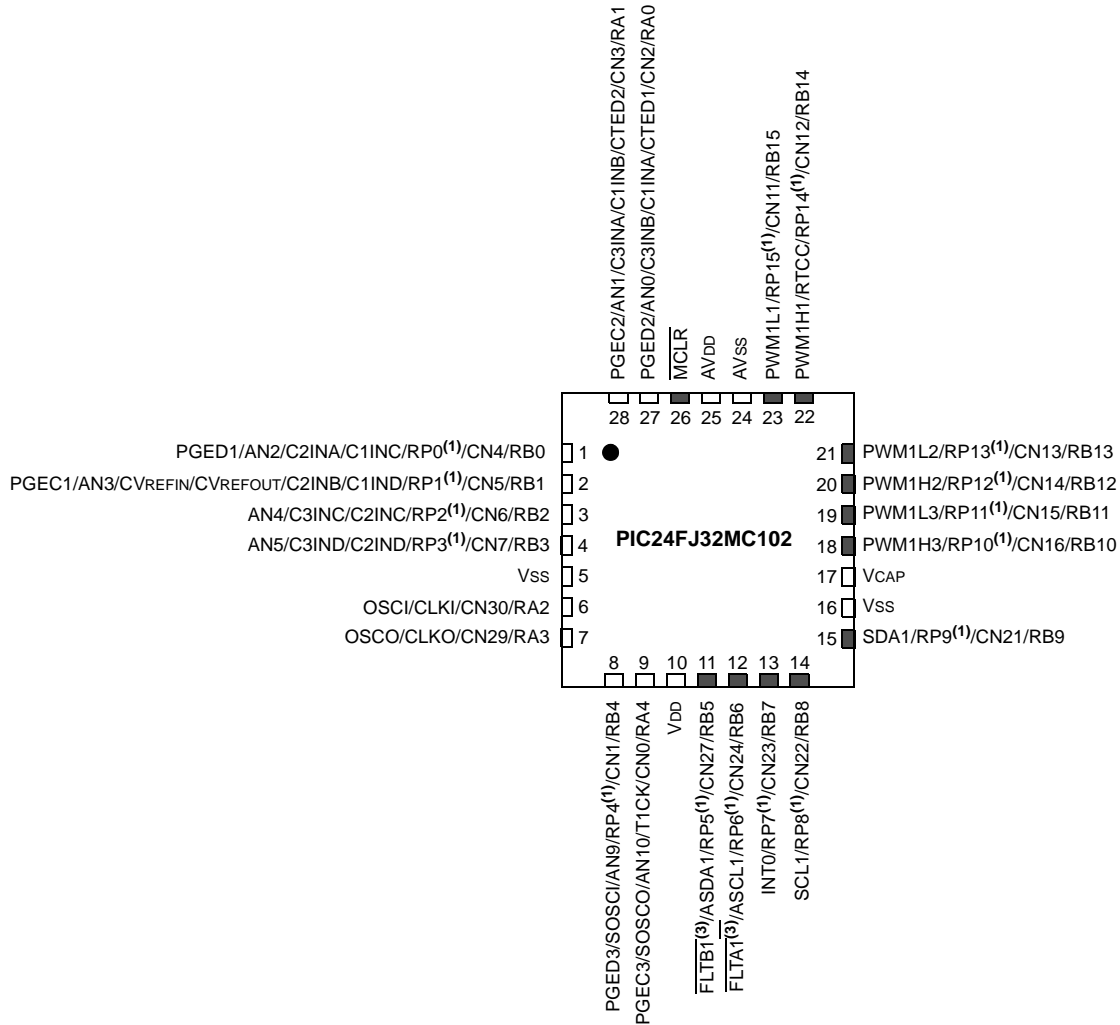 PGEC2/AN1/C3INA/C1INB/CTED2/CN3/RA1
PGED2/AN0/C3INB/C1INA/CTED1/CN2/RA0
MCLR
AVDD
AVSS
PWM1L1/RP15(1)/CN11/RB15
PWM1H1/RTCC/RP14(1)/CN12/RB14
28 27 26 25 24 23 22
PGED1/AN2/C2INA/C1INC/RP0(1)/CN4/RB0 1
PGEC1/AN3/CVREFIN/CVREFOUT/C2INB/C1IND/RP1(1)/CN5/RB1 2
AN4/C3INC/C2INC/RP2(1)/CN6/RB2 3
AN5/C3IND/C2IND/RP3(1)/CN7/RB3 4
VSS 5
OSCI/CLKI/CN30/RA2 6
OSCO/CLKO/CN29/RA3 7
PIC24FJ32MC102
21 PWM1L2/RP13(1)/CN13/RB13
20 PWM1H2/RP12(1)/CN14/RB12
19 PWM1L3/RP11(1)/CN15/RB11
18 PWM1H3/RP10(1)/CN16/RB10
17 VCAP
16 VSS
15 SDA1/RP9(1)/CN21/RB9
8 9 10 11 12 13 14
PGED3/SOSCI/AN9/RP4(1)/CN1/RB4
PGEC3/SOSCO/AN10/T1CK/CN0/RA4
VDD
FLTB1(3)/ASDA1/RP5(1)/CN27/RB5
FLTA1(3)/ASCL1/RP6(1)/CN24/RB6
INT0/RP7(1)/CN23/RB7
SCL1/RP8(1)/CN22/RB8